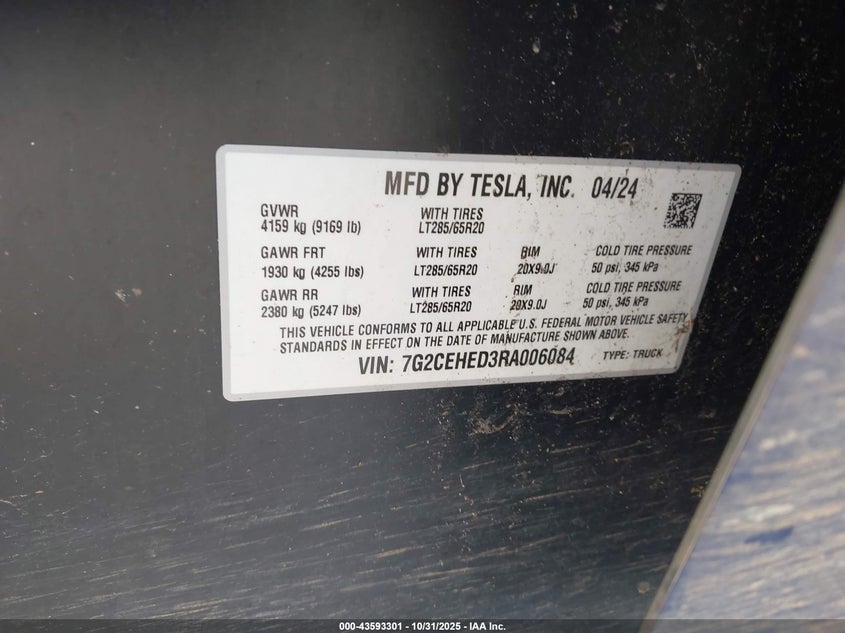 MFD BY TESLA, INC. 04/24
GVWR WITH TIRES
4159 kg (9169 lb) LT285/65R20
GAWR FRT WITH TIRES RIM COLD TIRE PRESSURE
1930 kg (4255 lbs) LT285/65R20 20X9.0J 50 psi, 345 kPa
GAWR RR WITH TIRES RIM COLD TIRE PRESSURE
2380 kg (5247 lbs) LT285/65R20 20X9.0J 50 psi, 345 kPa
THIS VEHICLE CONFORMS TO ALL APPLICABLE U.S. FEDERAL MOTOR VEHICLE SAFETY
STANDARDS IN EFFECT ON THE DATE OF MANUFACTURE SHOWN ABOVE.
VIN: 7G2CEHED3RA006084 TYPE: TRUCK
000-43593301 - 10/31/2025 - IAA Inc.